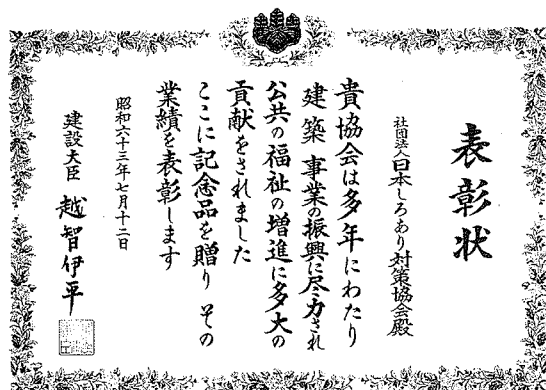 表彰状
社団法人日本しろあり対策協会殿
貴協会は多年にわたり
建築事業の振興に尽力され
公共の福祉の増進に多大の
貢献をされました
ここに記念品を贈り その
業績を表彰します
昭和六十三年七月十二日
建設大臣 越智伊平